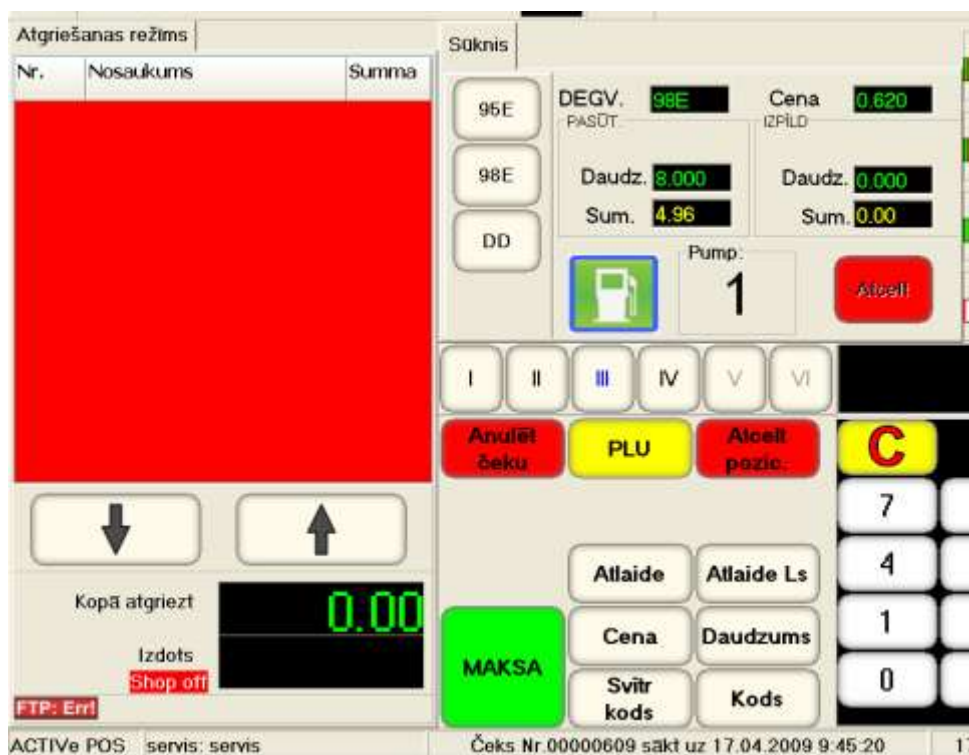 Atgriešanas režīms
Nr. Nosaukums Summa
Kopā atgriezt 0.00
Izdots
Shop off
FTP: Err!
Sūknis
95E
98E
DD
DEGV. 98E Cena 0.620
PASŪT. IZPILD
Daudz. 8.000 Daudz. 0.000
Sum. 4.96 Sum. 0.00
Pump:
1
Atcelt
I II III IV V VI
Anulēt čeku
PLU
Atcelt pozic.
C
7
4
1
0
Atlaide
Atlaide Ls
Cena
Daudzums
MAKSA
Svītr kods
Kods
ACTIVe POS servis: servis Čeks Nr.00000609 sākt uz 17.04.2009 9:45:20